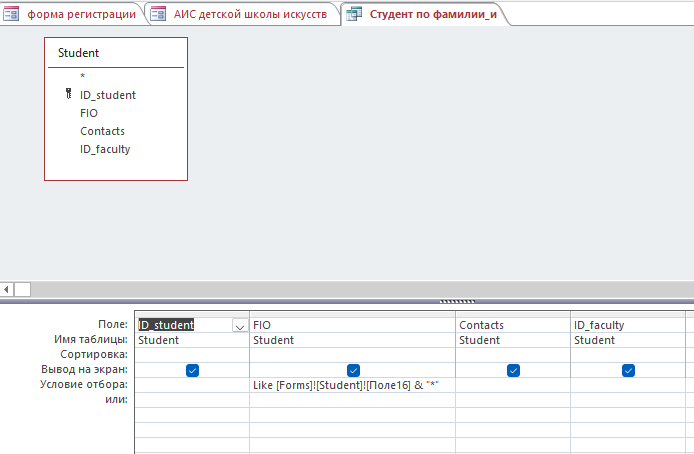 форма регистрации АИС детской школы искусств Студент по фамилии_и
Student
*
ID_student
FIO
Contacts
ID_faculty
Поле: ID_student FIO Contacts ID_faculty
Имя таблицы: Student Student Student Student
Сортировка:
Вывод на экран:
Условие отбора: Like [Forms]![Student]![Поле16] & "*"
или: